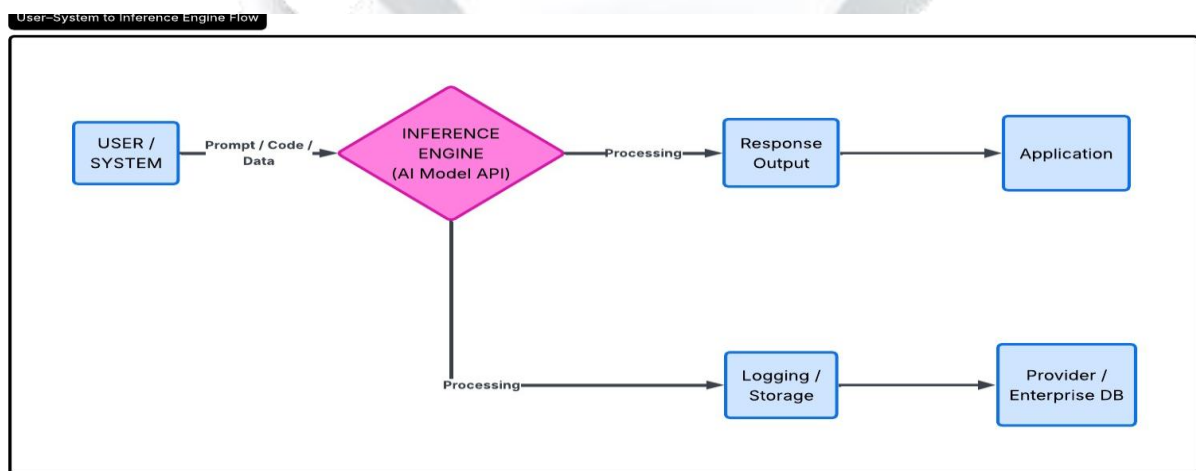 User–System to Inference Engine Flow
USER /
SYSTEM
Prompt / Code /
Data
INFERENCE
ENGINE
(AI Model API)
Processing
Response
Output
Application
Processing
Logging /
Storage
Provider /
Enterprise DB